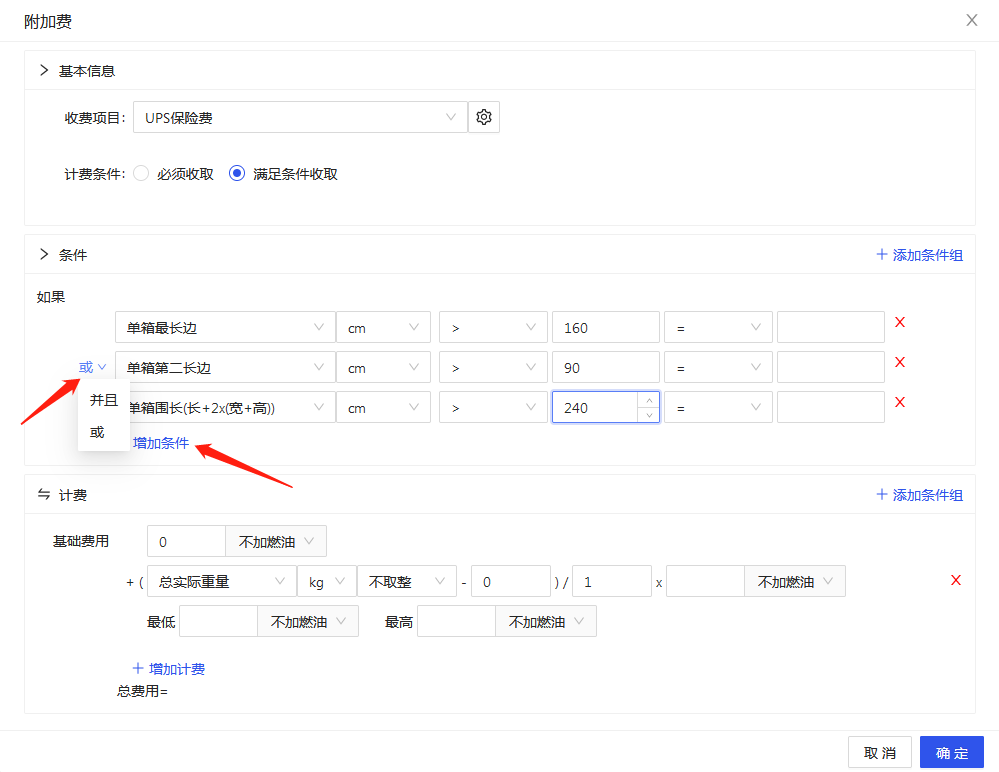 附加费 X
基本信息
收费项目: UPS保险费
计费条件: 必须收取 满足条件收取
条件 + 添加条件组
如果
单箱最长边 cm > 160 = X
或 单箱第二长边 cm > 90 = X
并且 单箱围长(长+2x(宽+高)) cm > 240 = X
或
增加条件
计费 + 添加条件组
基础费用 0 不加燃油
+ ( 总实际重量 kg 不取整 - 0 ) / 1 x 不加燃油 X
最低 不加燃油 最高 不加燃油
+ 增加计费
总费用=
取 消 确 定